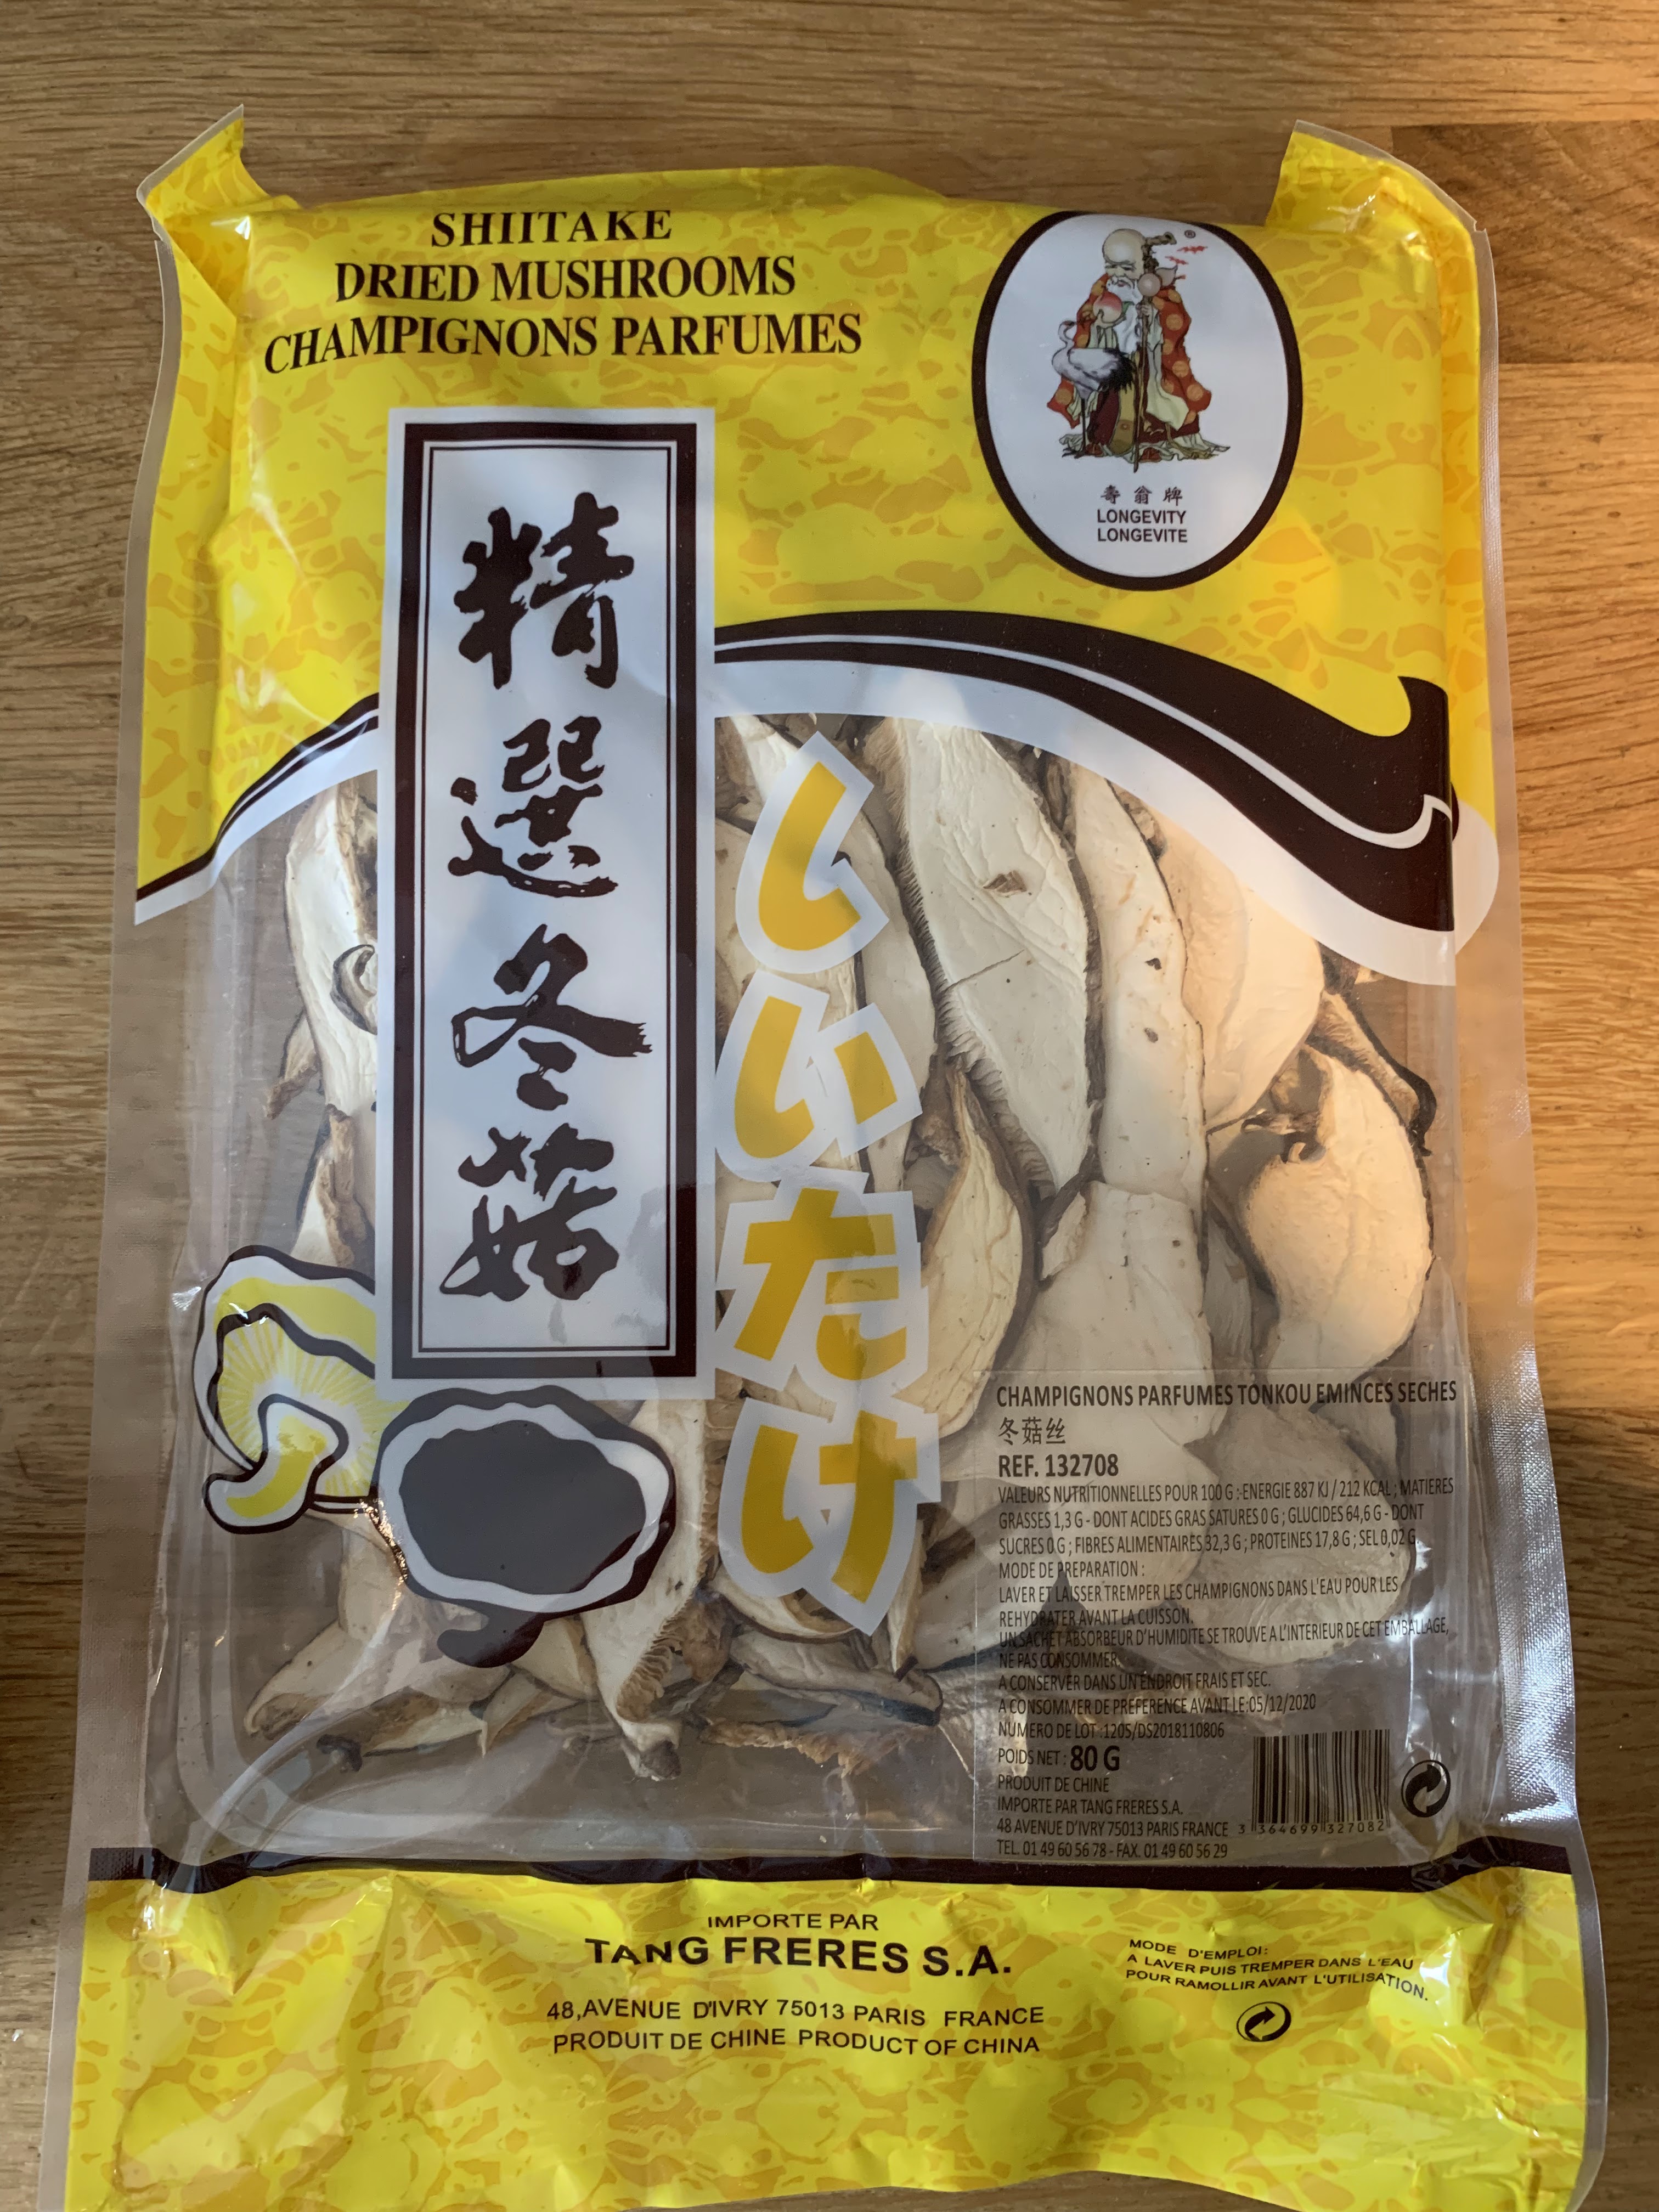 SHIITAKE
DRIED MUSHROOMS
CHAMPIGNONS PARFUMES
®
壽翁牌
LONGEVITY
LONGEVITE
精選冬菇
しいたけ
CHAMPIGNONS PARFUMES TONKOU EMINCES SECHES
冬菇丝
REF. 132708
VALEURS NUTRITIONNELLES POUR 100 G : ENERGIE 887 KJ / 212 KCAL ; MATIERES
GRASSES 1,3 G - DONT ACIDES GRAS SATURES 0 G ; GLUCIDES 64,6 G - DONT
SUCRES 0 G ; FIBRES ALIMENTAIRES 32,3 G ; PROTEINES 17,8 G ; SEL 0,02 G
MODE DE PREPARATION :
LAVER ET LAISSER TREMPER LES CHAMPIGNONS DANS L'EAU POUR LES
REHYDRATER AVANT LA CUISSON.
UN SACHET ABSORBEUR D'HUMIDITE SE TROUVE A L'INTERIEUR DE CET EMBALLAGE,
NE PAS CONSOMMER.
A CONSERVER DANS UN ENDROIT FRAIS ET SEC.
A CONSOMMER DE PREFERENCE AVANT LE:05/12/2020
NUMERO DE LOT :1205/DS2018110806
POIDS NET : 80 G
PRODUIT DE CHINE
IMPORTE PAR TANG FRERES S.A.
48 AVENUE D'IVRY 75013 PARIS FRANCE
TEL. 01 49 60 56 78 - FAX. 01 49 60 56 29
3 364699 327082
IMPORTE PAR
TANG FRERES S.A.
48,AVENUE D'IVRY 75013 PARIS FRANCE
PRODUIT DE CHINE PRODUCT OF CHINA
MODE D'EMPLOI:
A LAVER PUIS TREMPER DANS L'EAU
POUR RAMOLLIR AVANT L'UTILISATION.